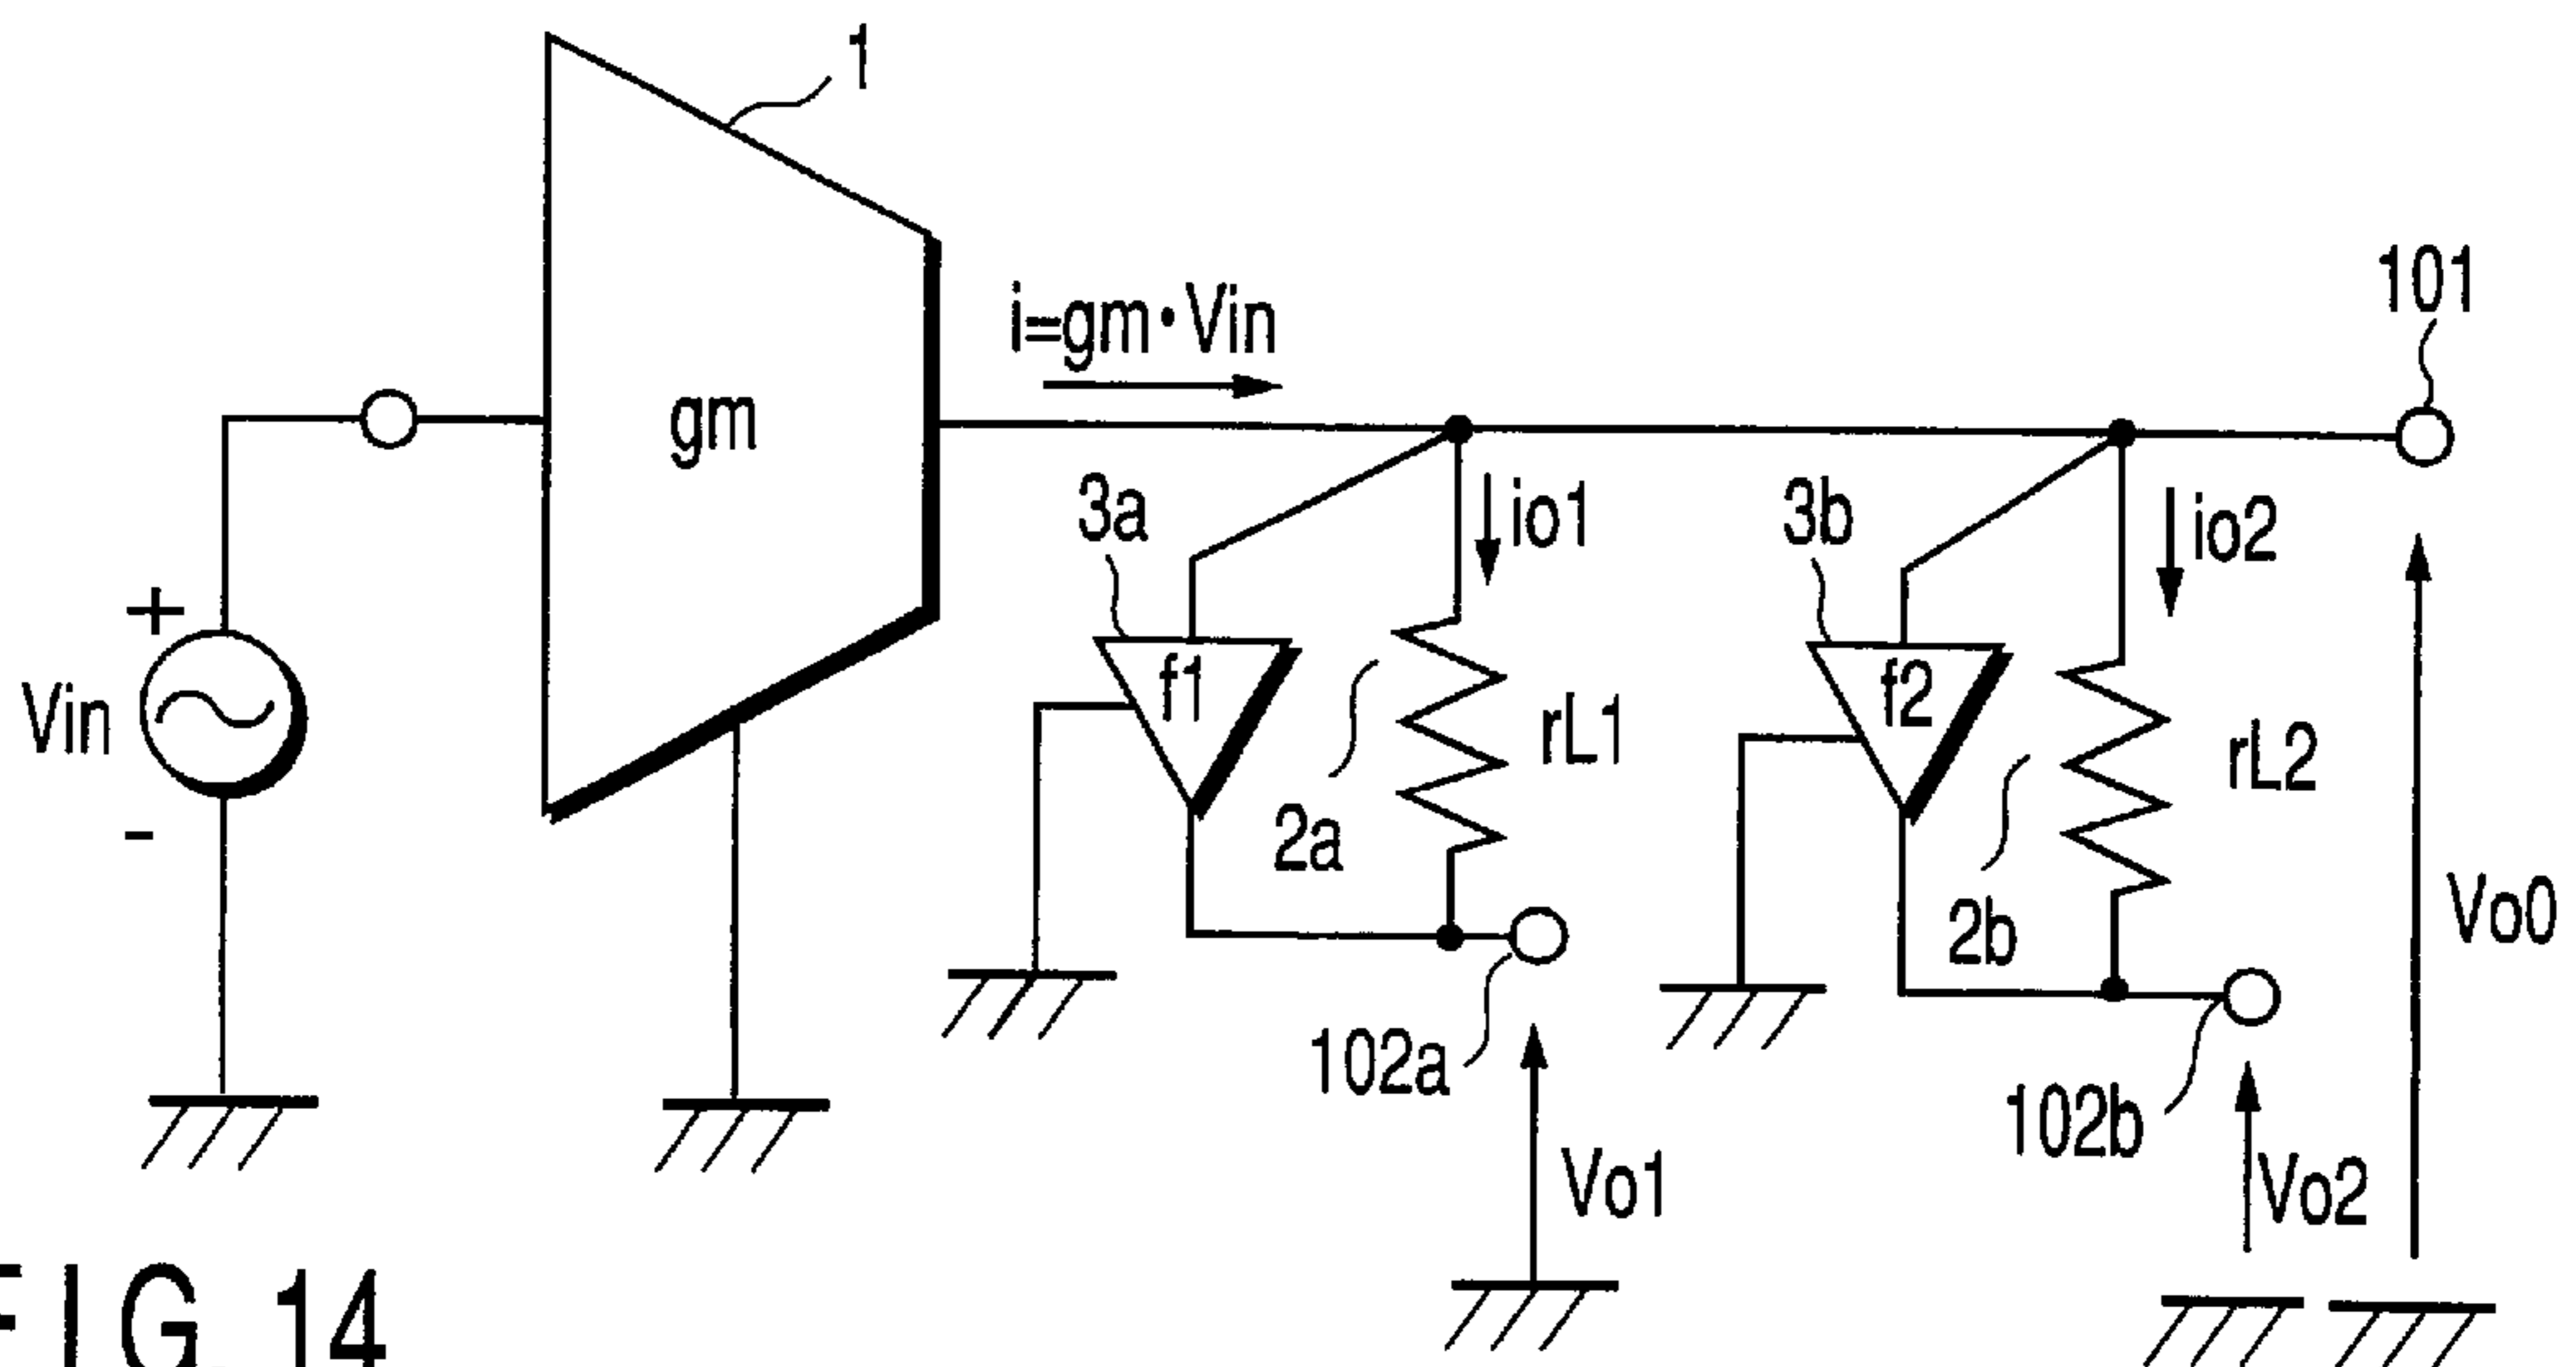 1
101
i=gm・Vin
gm
3a
io1
3b
io2
+
f1
f2
Vin
rL1
rL2
-
2a
2b
Vo0
102a
102b
Vo1
Vo2
FIG. 14